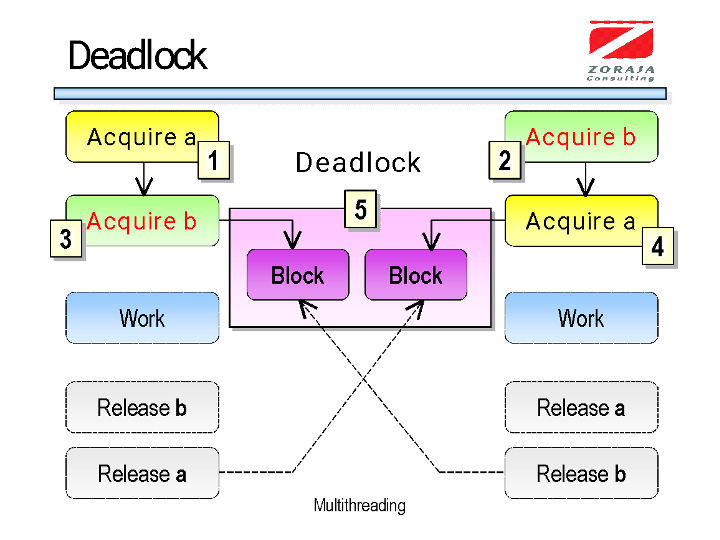 Deadlock
ZORAJA
Consulting
Acquire a
1
Deadlock
2
Acquire b
3
Acquire b
5
Acquire a
4
Block
Block
Work
Work
Release b
Release a
Release a
Release b
Multithreading